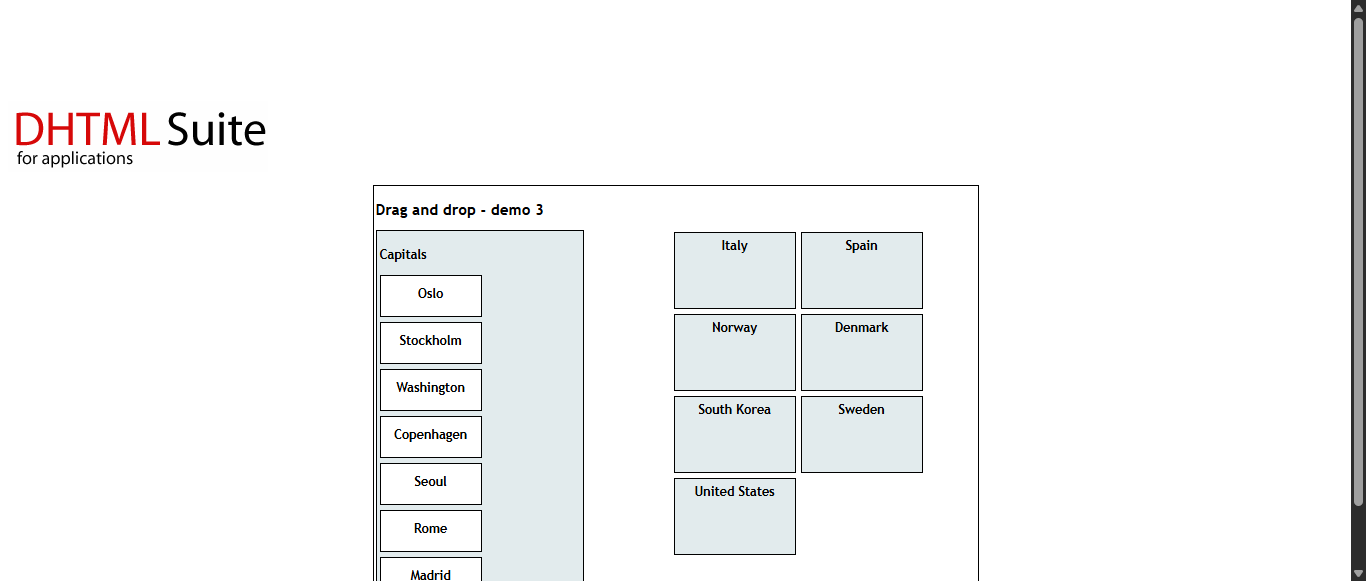 DHTML Suite
for applications
Drag and drop - demo 3
Capitals
Oslo
Stockholm
Washington
Copenhagen
Seoul
Rome
Madrid
Italy
Spain
Norway
Denmark
South Korea
Sweden
United States